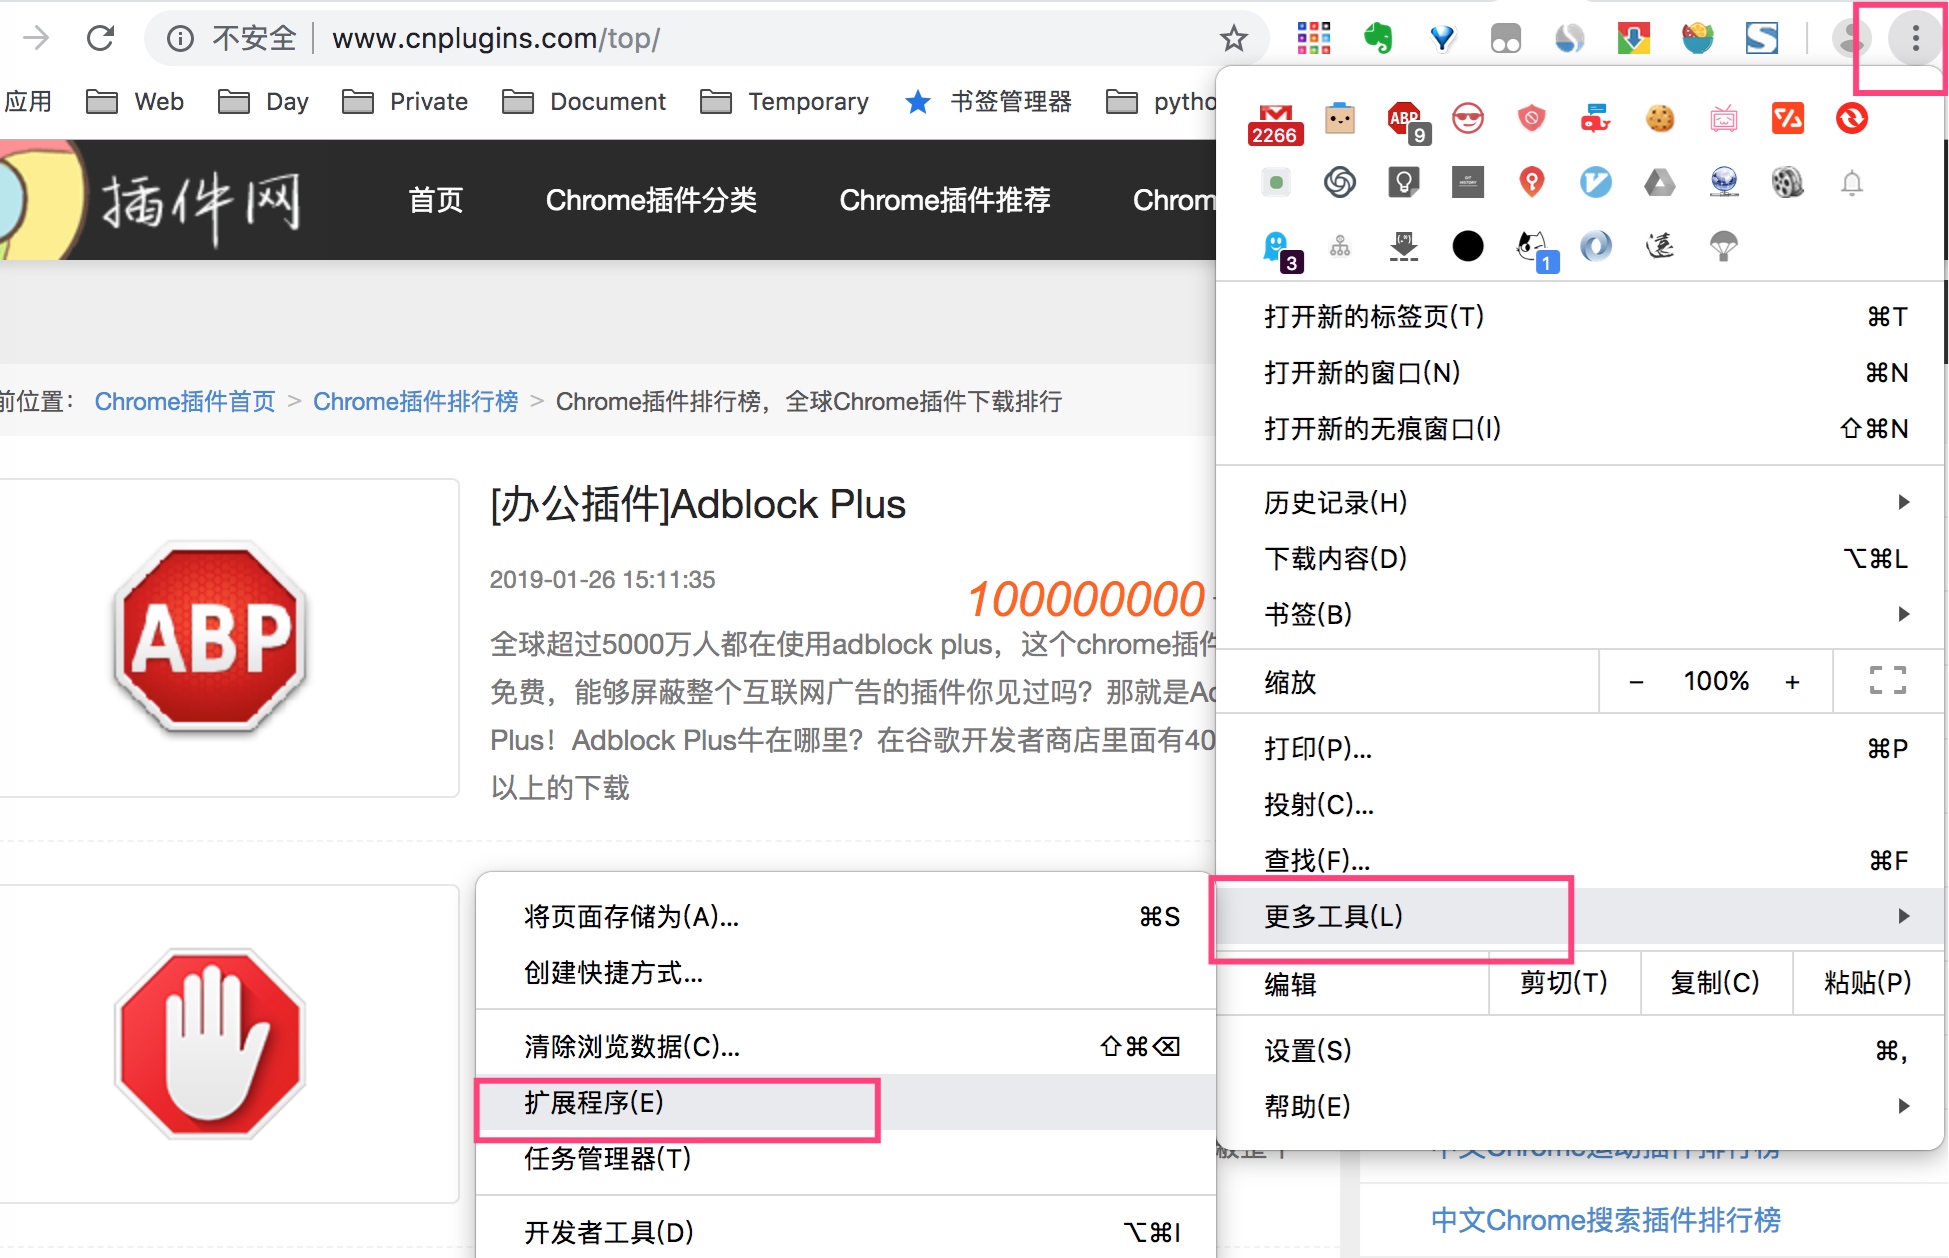 不安全 www.cnplugins.com/top/
应用 Web Day Private Document Temporary 书签管理器 pytho
插件网 首页 Chrome插件分类 Chrome插件推荐 Chrom
前位置： Chrome插件首页 > Chrome插件排行榜 > Chrome插件排行榜，全球Chrome插件下载排行
ABP
[办公插件]Adblock Plus
2019-01-26 15:11:35
100000000
全球超过5000万人都在使用adblock plus，这个chrome插件
免费，能够屏蔽整个互联网广告的插件你见过吗？那就是Ad
Plus！Adblock Plus牛在哪里？在谷歌开发者商店里面有40
以上的下载
2266
ABP 9
3
1
打开新的标签页(T) ⌘T
打开新的窗口(N) ⌘N
打开新的无痕窗口(I) ⇧⌘N
历史记录(H)
下载内容(D) ⌥⌘L
书签(B)
缩放 − 100% +
打印(P)... ⌘P
投射(C)...
查找(F)... ⌘F
更多工具(L)
编辑 剪切(T) 复制(C) 粘贴(P)
设置(S) ⌘,
帮助(E)
将页面存储为(A)... ⌘S
创建快捷方式...
清除浏览数据(C)... ⇧⌘⌫
扩展程序(E)
任务管理器(T)
开发者工具(D) ⌥⌘I
中文Chrome运动插件排行榜
中文Chrome搜索插件排行榜